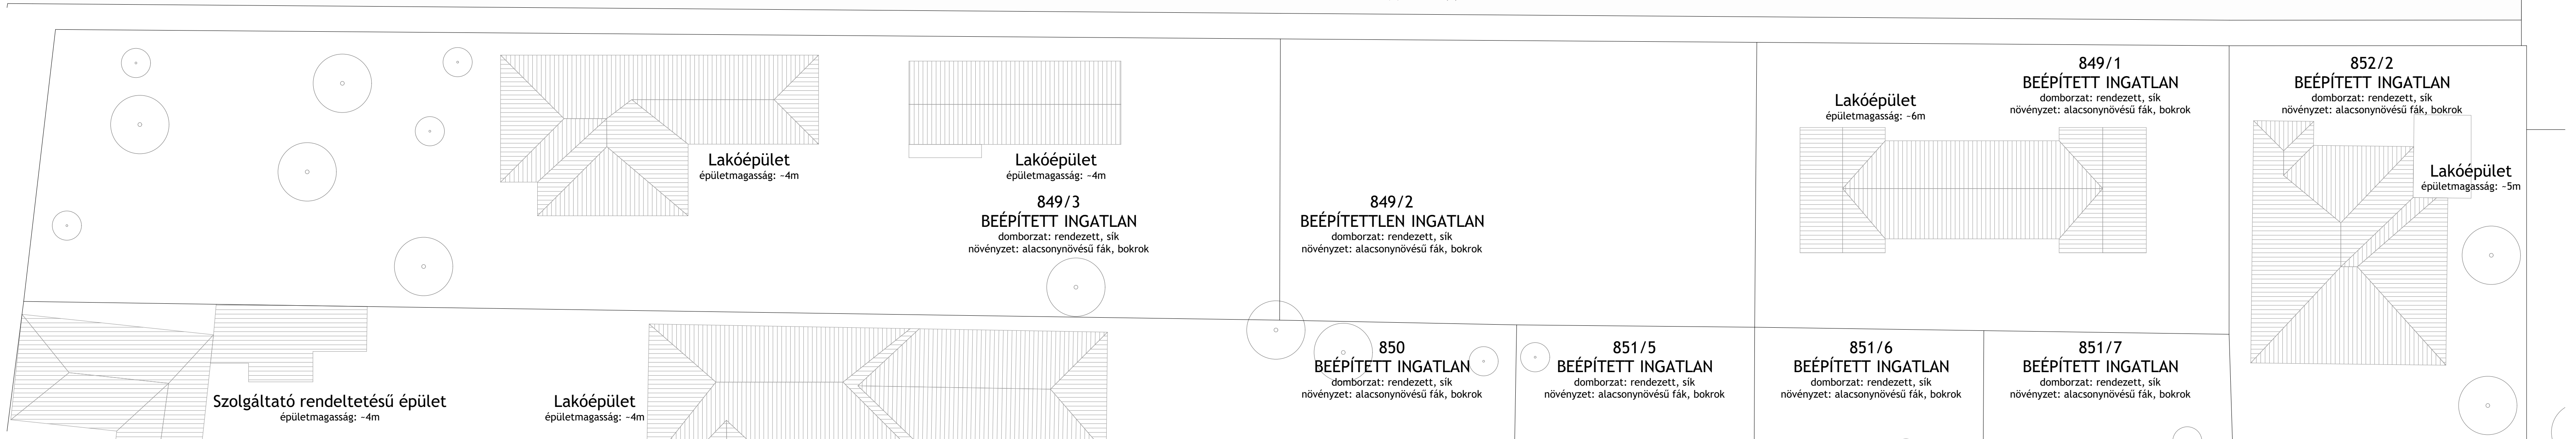 Lakóépület
épületmagasság: ~4m
Lakóépület
épületmagasság: ~4m
849/3
BEÉPÍTETT INGATLAN
domborzat: rendezett, sík
növényzet: alacsonynövésű fák, bokrok
849/2
BEÉPÍTETTLEN INGATLAN
domborzat: rendezett, sík
növényzet: alacsonynövésű fák, bokrok
Lakóépület
épületmagasság: ~6m
849/1
BEÉPÍTETT INGATLAN
domborzat: rendezett, sík
növényzet: alacsonynövésű fák, bokrok
852/2
BEÉPÍTETT INGATLAN
domborzat: rendezett, sík
növényzet: alacsonynövésű fák, bokrok
Lakóépület
épületmagasság: ~5m
Szolgáltató rendeltetésű épület
épületmagasság: ~4m
Lakóépület
épületmagasság: ~4m
850
BEÉPÍTETT INGATLAN
domborzat: rendezett, sík
növényzet: alacsonynövésű fák, bokrok
851/5
BEÉPÍTETT INGATLAN
domborzat: rendezett, sík
növényzet: alacsonynövésű fák, bokrok
851/6
BEÉPÍTETT INGATLAN
domborzat: rendezett, sík
növényzet: alacsonynövésű fák, bokrok
851/7
BEÉPÍTETT INGATLAN
domborzat: rendezett, sík
növényzet: alacsonynövésű fák, bokrok